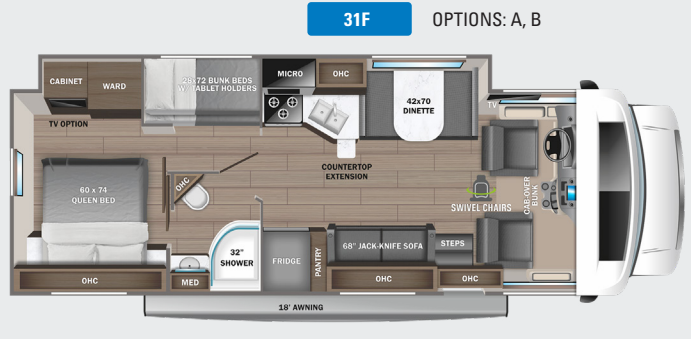 31F
OPTIONS: A, B
CABINET
WARD
28x72 BUNK BEDS
W/ TABLET HOLDERS
MICRO
OHC
42x70
DINETTE
TV
TV OPTION
COUNTERTOP
EXTENSION
OHC
60 x 74
QUEEN BED
SWIVEL CHAIRS
CAB-OVER
BUNK
32"
SHOWER
FRIDGE
PANTRY
68" JACK-KNIFE SOFA
STEPS
OHC
MED
OHC
OHC
18' AWNING